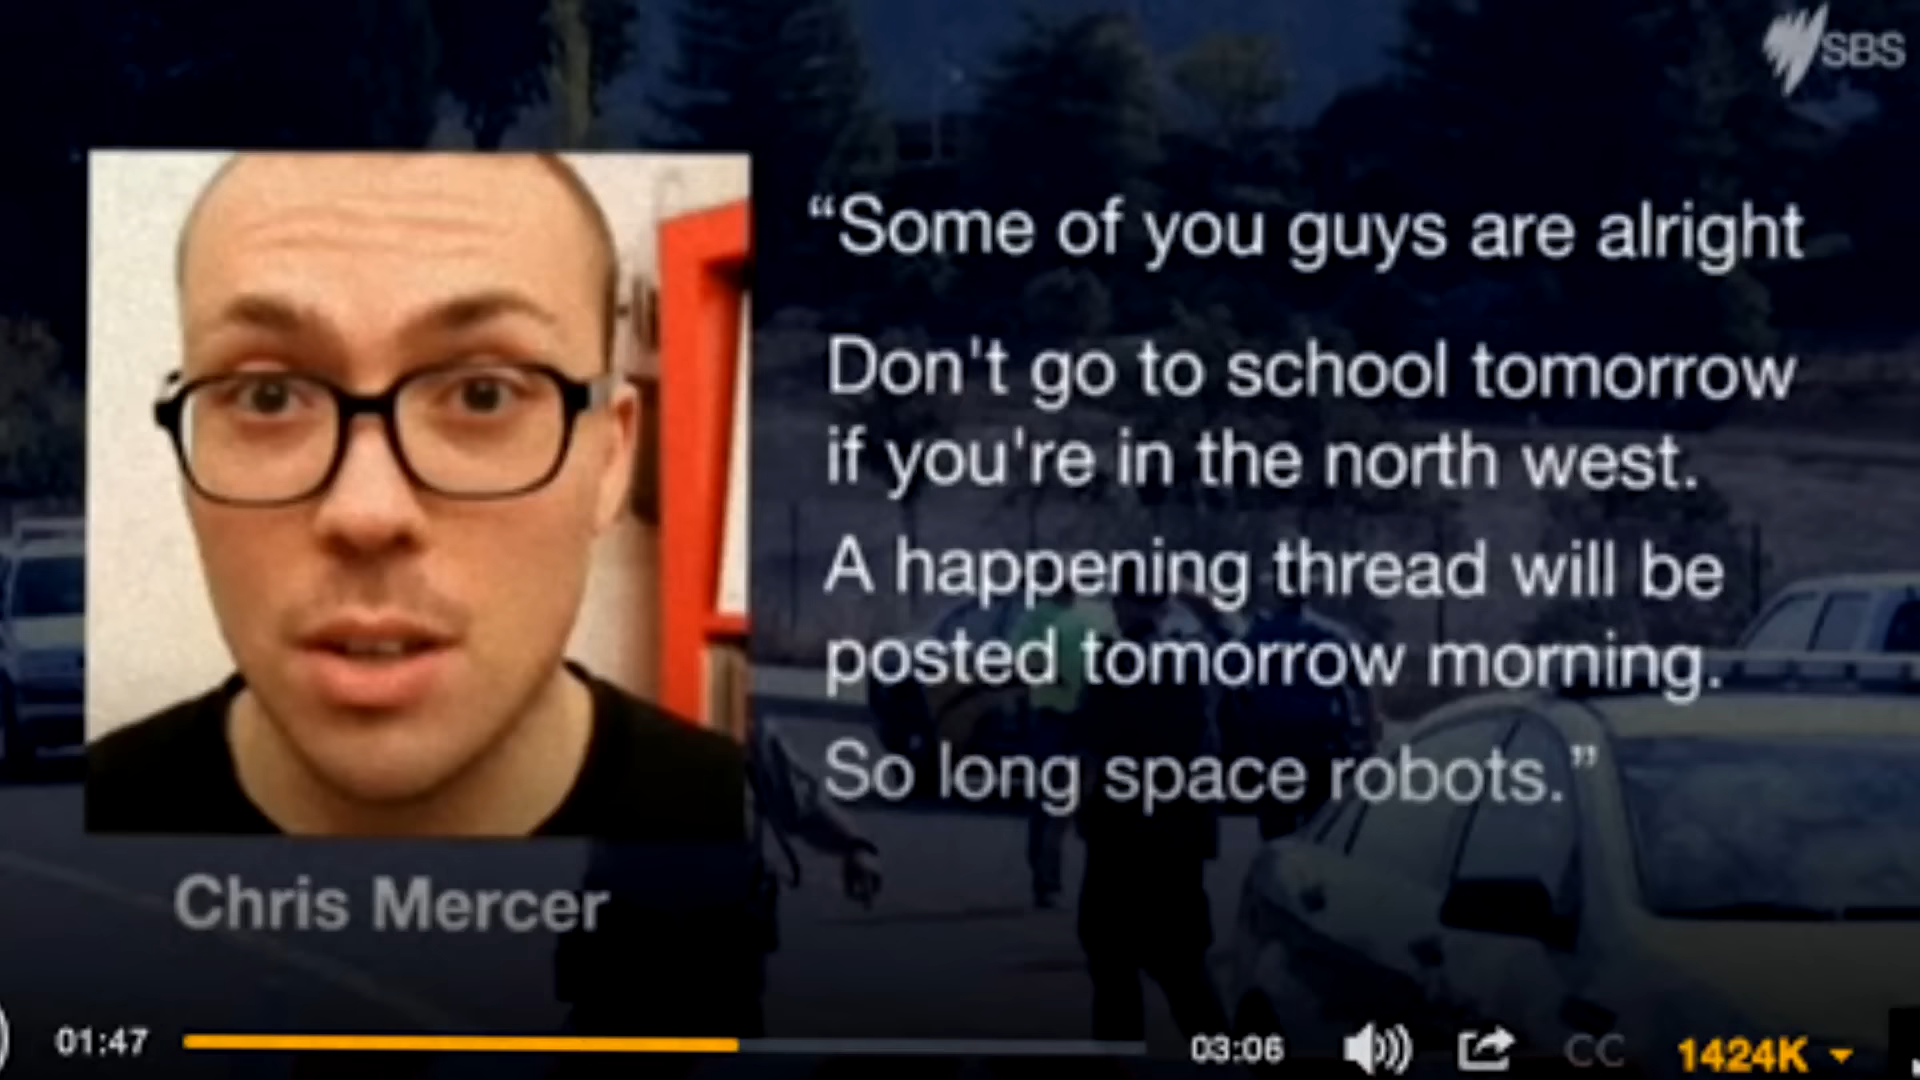 SBS
“Some of you guys are alright
Don't go to school tomorrow
if you're in the north west.
A happening thread will be
posted tomorrow morning.
So long space robots.”
Chris Mercer
01:47
03:06
CC
1424K